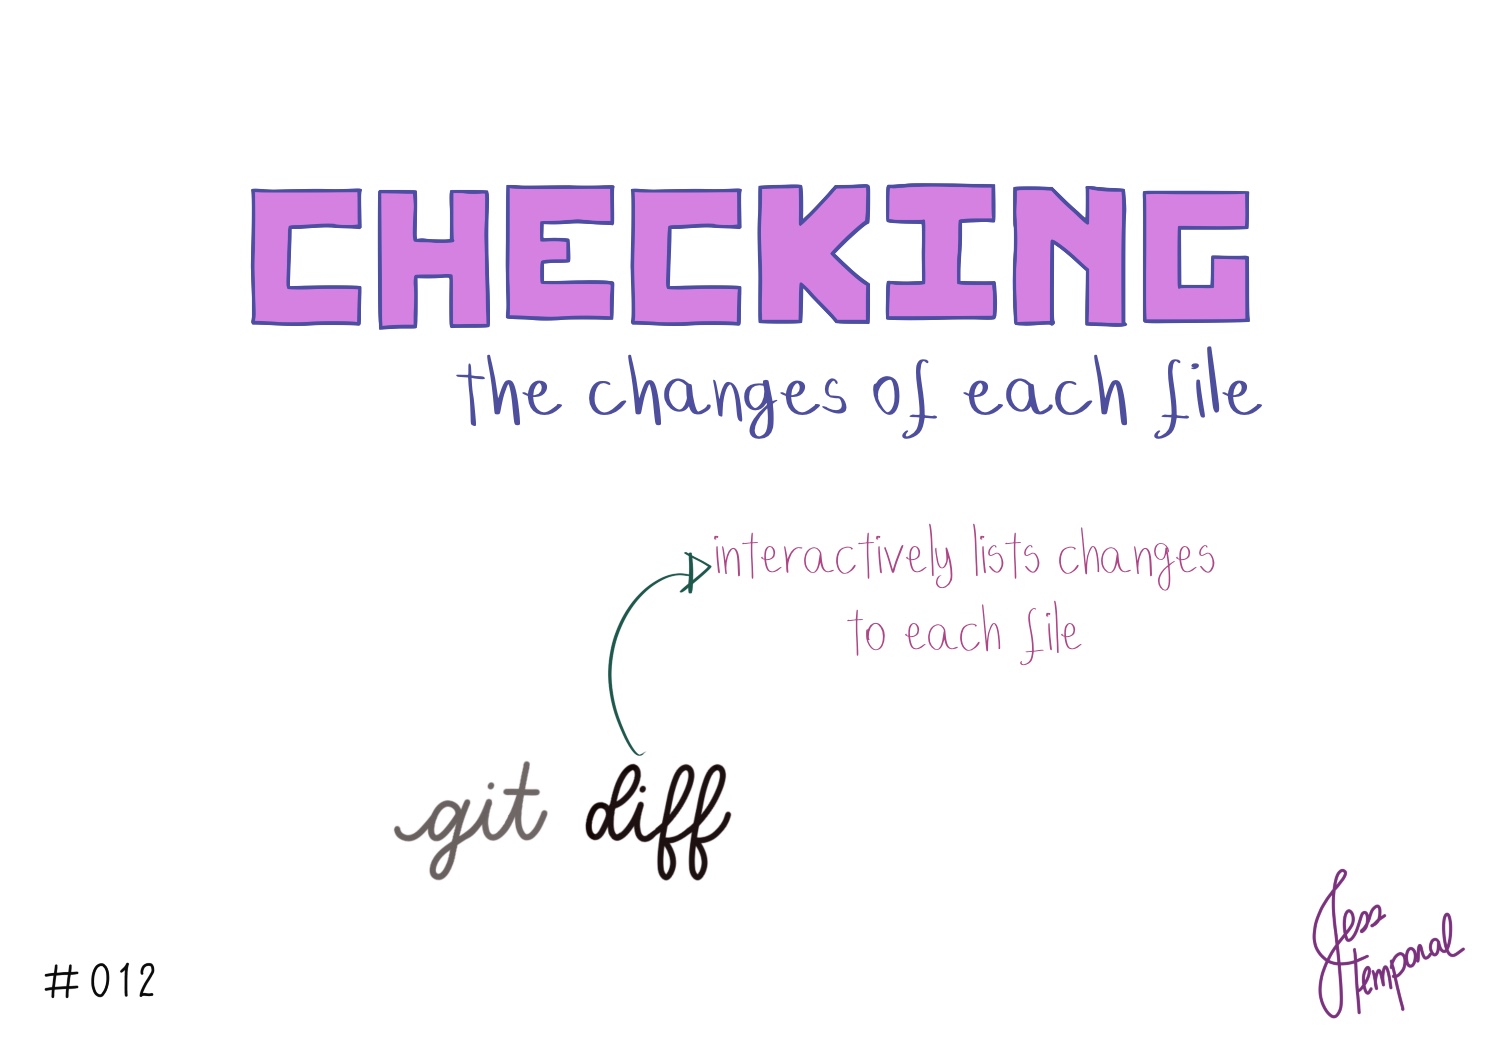 CHECKING
the changes of each file
interactively lists changes
to each file
git diff
#012
Jess
temporal